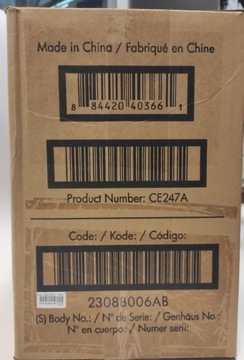 Made in China / Fabriqué en Chine
8 84420 40366 1
Product Number: CE247A
Code: / Kode: / Código:
2308B006AB
(S) Body No.: / N° de Serie: / Genhäus No.:
N° en cuerpo: / Numer serii: